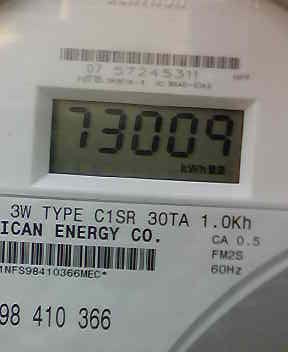 07 57245311
73009
kWh
3W TYPE C1SR 30TA 1.0Kh
ICAN ENERGY CO.
CA 0.5
FM2S
60Hz
1NFS98410366MEC*
98 410 366